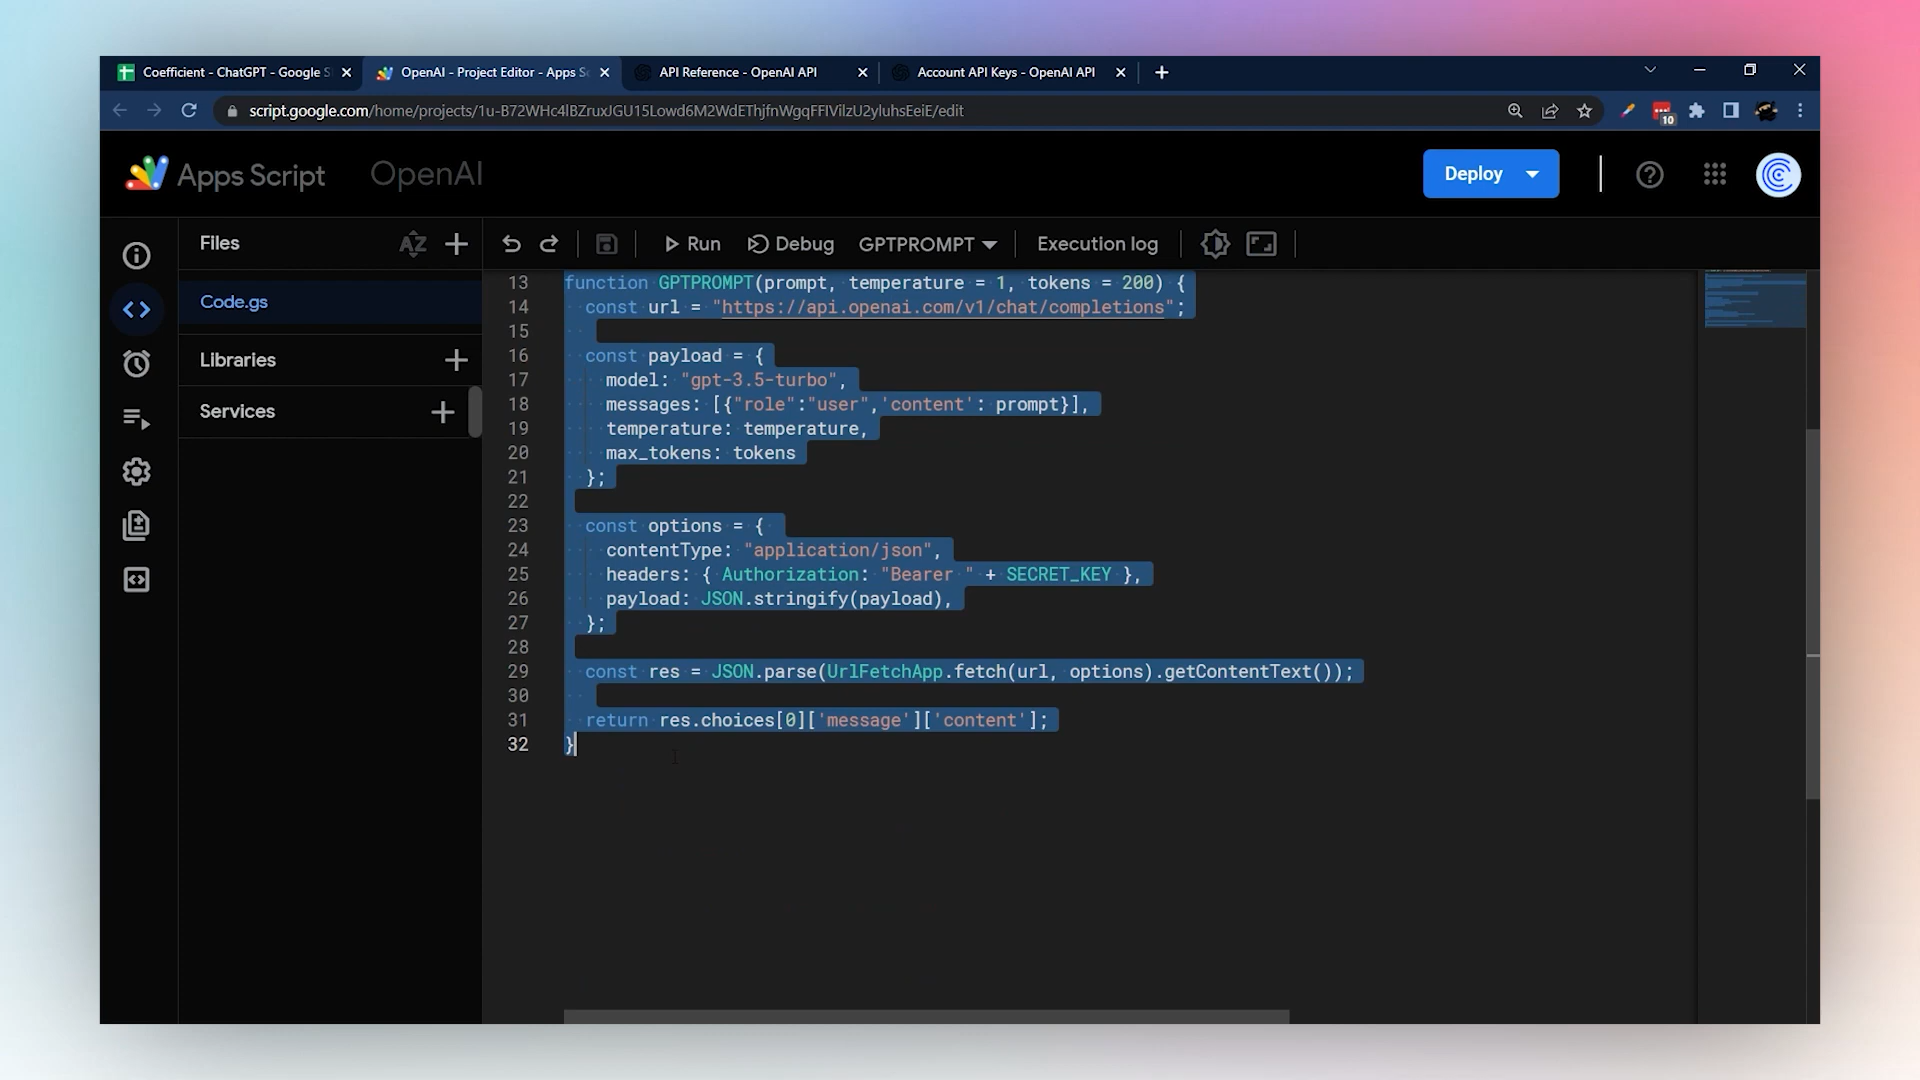 Coefficient - ChatGPT - Google S
OpenAI - Project Editor - Apps Sc
API Reference - OpenAI API
Account API Keys - OpenAI API
script.google.com/home/projects/1u-B72WHc4lBZruxJGU15Lowd6M2WdEThjfnWgqFFIVilzU2yluhsEeiE/edit
10
Apps Script
OpenAI
Deploy
Files
AZ
Run
Debug
GPTPROMPT
Execution log
Code.gs
Libraries
Services
13 function GPTPROMPT(prompt, temperature = 1, tokens = 200) {
14 const url = "https://api.openai.com/v1/chat/completions";
15
16 const payload = {
17 model: "gpt-3.5-turbo",
18 messages: [{"role":"user",'content': prompt}],
19 temperature: temperature,
20 max_tokens: tokens
21 };
22
23 const options = {
24 contentType: "application/json",
25 headers: { Authorization: "Bearer " + SECRET_KEY },
26 payload: JSON.stringify(payload),
27 };
28
29 const res = JSON.parse(UrlFetchApp.fetch(url, options).getContentText());
30
31 return res.choices[0]['message']['content'];
32 }